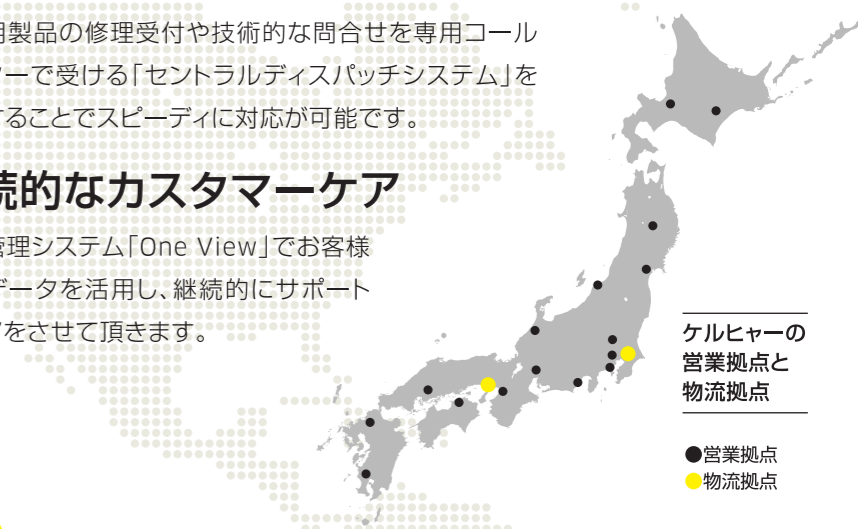 用製品の修理受付や技術的な問合せを専用コール
ターで受ける「セントラルディスパッチシステム」を
することでスピーディに対応が可能です。
続的なカスタマーケア
管理システム「One View」でお客様
データを活用し、継続的にサポート
をさせて頂きます。
ケルヒャーの
営業拠点と
物流拠点
●営業拠点
●物流拠点